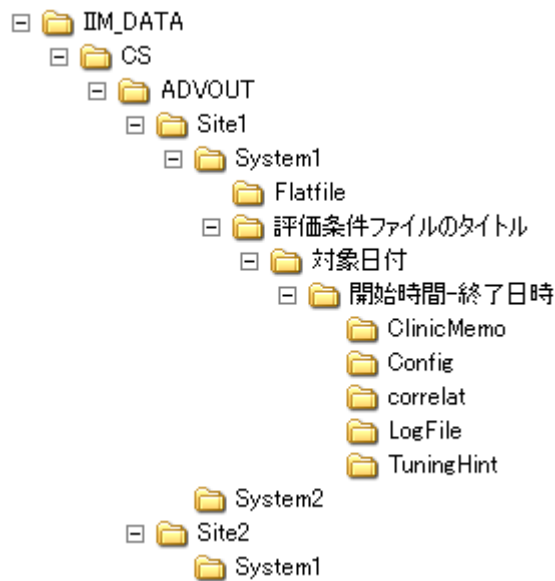 IIM_DATA
CS
ADVOUT
Site1
System1
Flatfile
評価条件ファイルのタイトル
対象日付
開始時間-終了日時
ClinicMemo
Config
correlat
LogFile
TuningHint
System2
Site2
System1